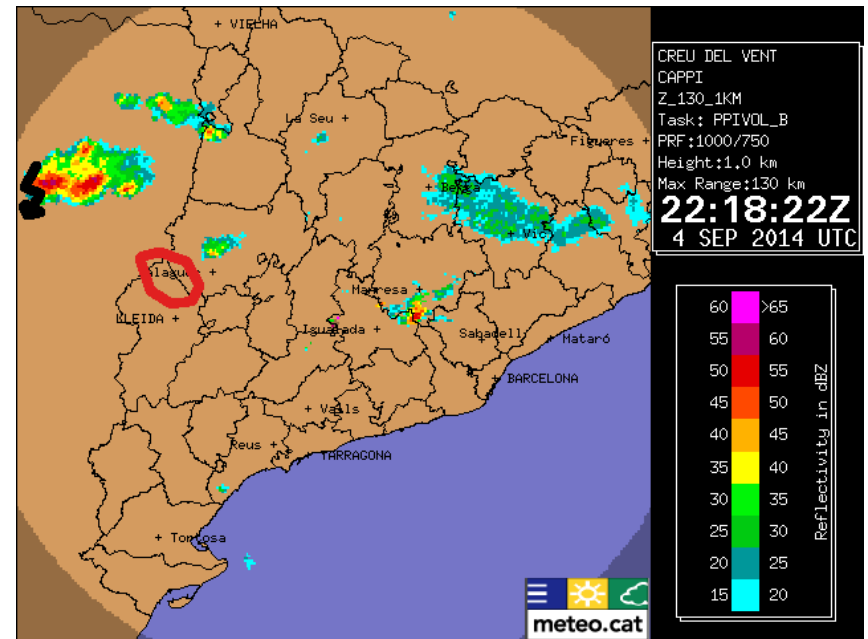 + VIELHA
La Seu +
Figueres +
+ Berga
+ Vic
Manresa +
LLEIDA +
Igualada +
Sabadell
+ Mataró
+ BARCELONA
+ Valls
Reus +
+ TARRAGONA
+ Tortosa
meteo.cat
CREU DEL VENT
CAPPI
Z_130_1KM
Task: PPIVOL_B
PRF:1000/750
Height:1.0 km
Max Range:130 km
22:18:22Z
4 SEP 2014 UTC
60 >65
55 60
50 55
45 50
40 45
35 40
30 35
25 30
20 25
15 20
Reflectivity in dBZ